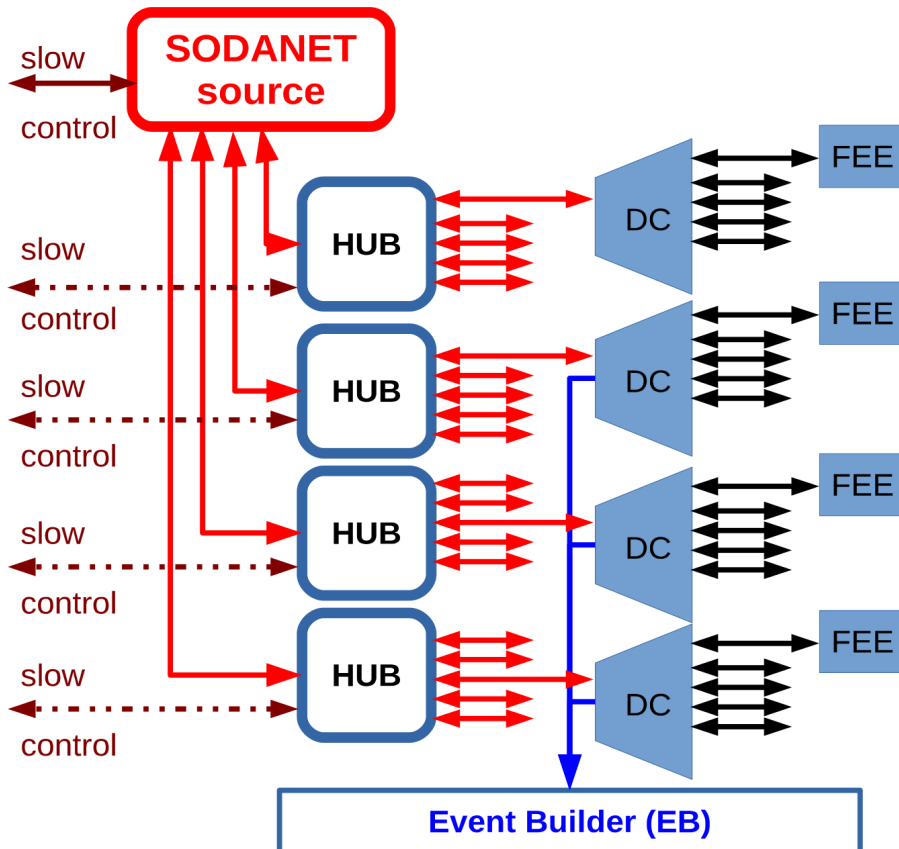 slow
control
SODANET
source
FEE
HUB
DC
slow
control
FEE
HUB
DC
slow
control
FEE
HUB
DC
slow
control
FEE
HUB
DC
slow
control
Event Builder (EB)